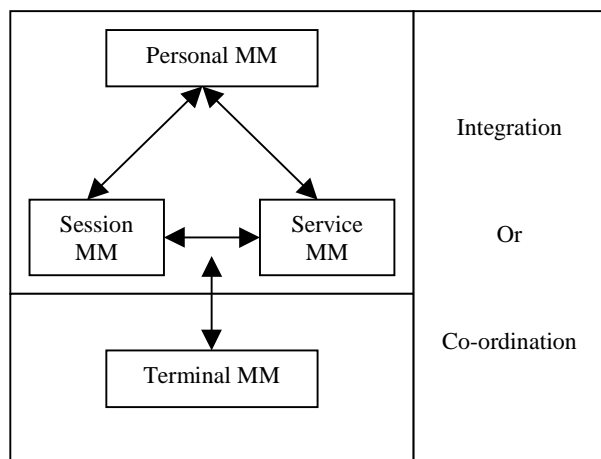 Personal MM
Integration
Session
MM
Service
MM
Or
Co-ordination
Terminal MM